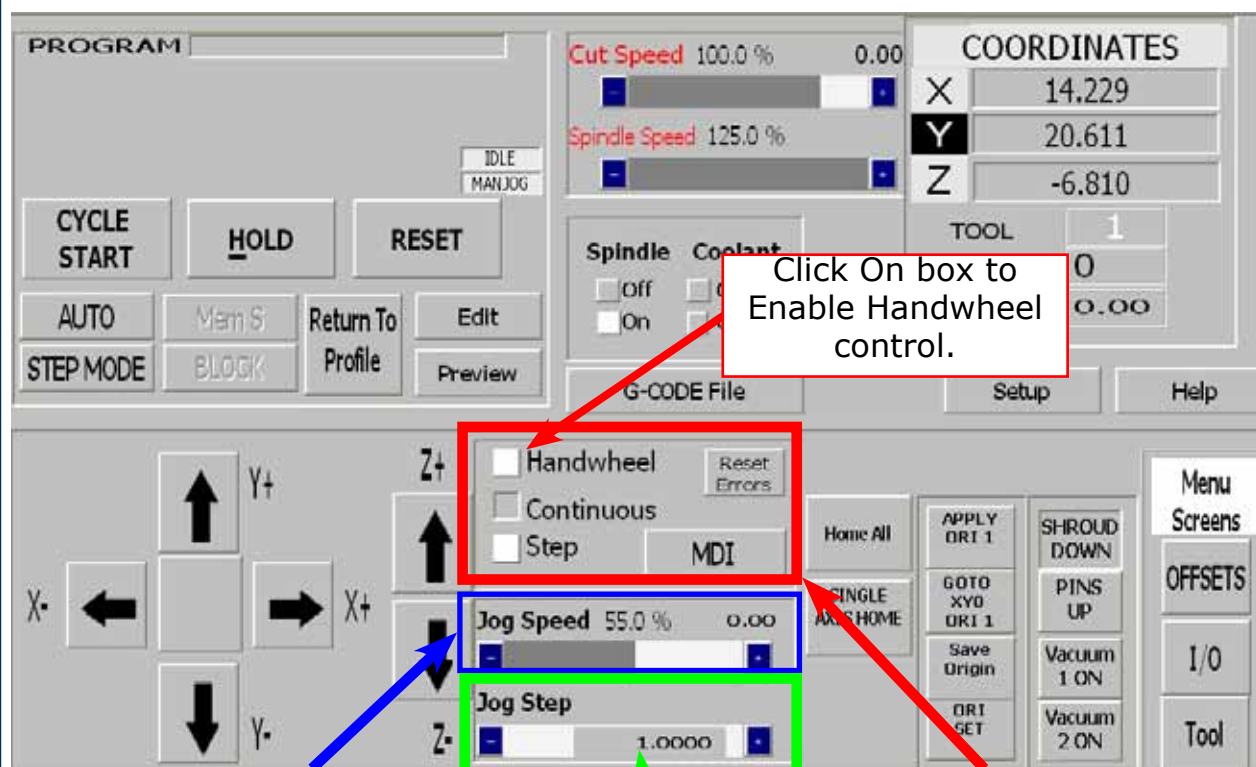 PROGRAM
IDLE
MANJOG
CYCLE
START
HOLD
RESET
AUTO
Mem S
Return To
Profile
Edit
STEP MODE
BLOCK
Preview
Cut Speed 100.0 % 0.00
Spindle Speed 125.0 %
Spindle Coolant
Off
On
Click On box to
Enable Handwheel
control.
G-CODE File
COORDINATES
X 14.229
Y 20.611
Z -6.810
TOOL 1
0
0.00
Setup
Help
Y+
X-
X+
Y-
Z+
Z-
Handwheel
Reset
Errors
Continuous
Step
MDI
Jog Speed 55.0 % 0.00
Jog Step
1.0000
Home All
SINGLE
AXIS HOME
APPLY
ORI 1
GOTO
XY0
ORI 1
Save
Origin
ORI
SET
SHROUD
DOWN
PINS
UP
Vacuum
1 ON
Vacuum
2 ON
Menu
Screens
OFFSETS
I/O
Tool